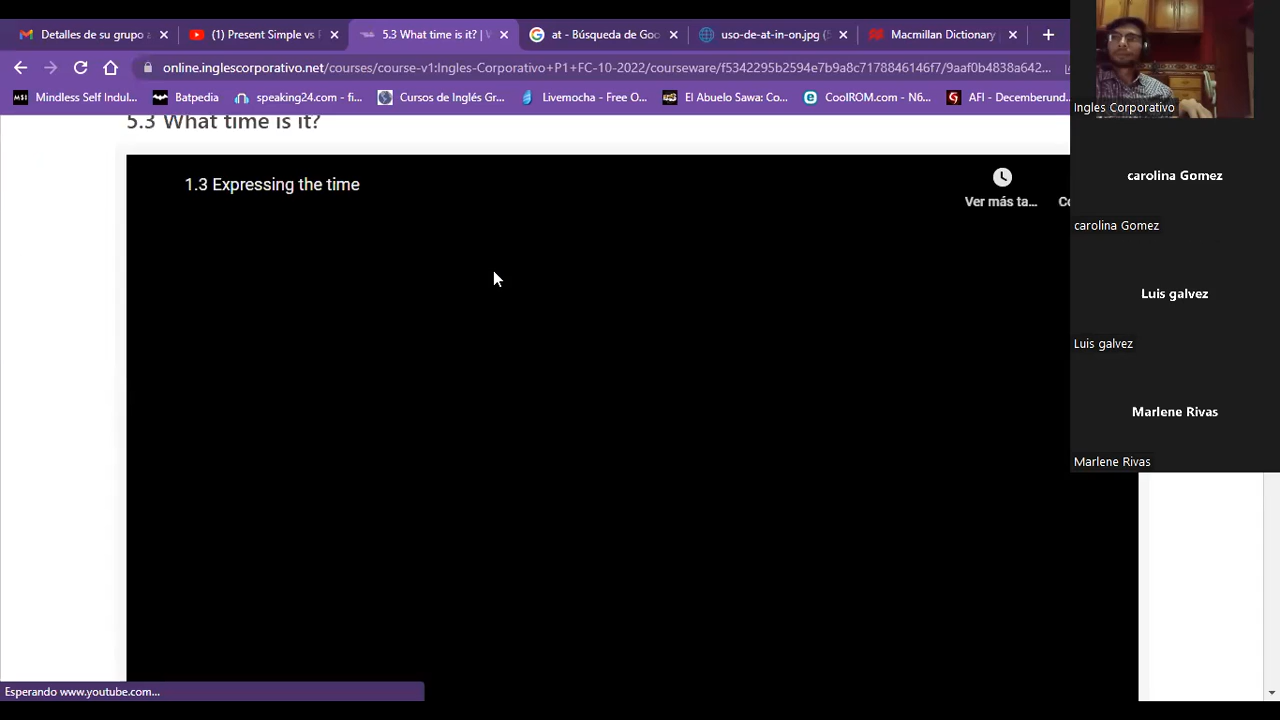 Detalles de su grupo a
(1) Present Simple vs F
5.3 What time is it? | V
at - Búsqueda de Goo
uso-de-at-in-on.jpg (5
Macmillan Dictionary
online.inglescorporativo.net/courses/course-v1:Ingles-Corporativo+P1+FC-10-2022/courseware/f5342295b2594e7b9a8c7178846146f7/9aaf0b4838a642...
Mindless Self Indul...
Batpedia
speaking24.com - fi...
Cursos de Inglés Gr...
Livemocha - Free O...
El Abuelo Sawa: Co...
CoolROM.com - N6...
AFI - Decemberund...
5.3 What time is it?
1.3 Expressing the time
Ver más ta...
Co
Ingles Corporativo
carolina Gomez
carolina Gomez
Luis galvez
Luis galvez
Marlene Rivas
Marlene Rivas
Esperando www.youtube.com...